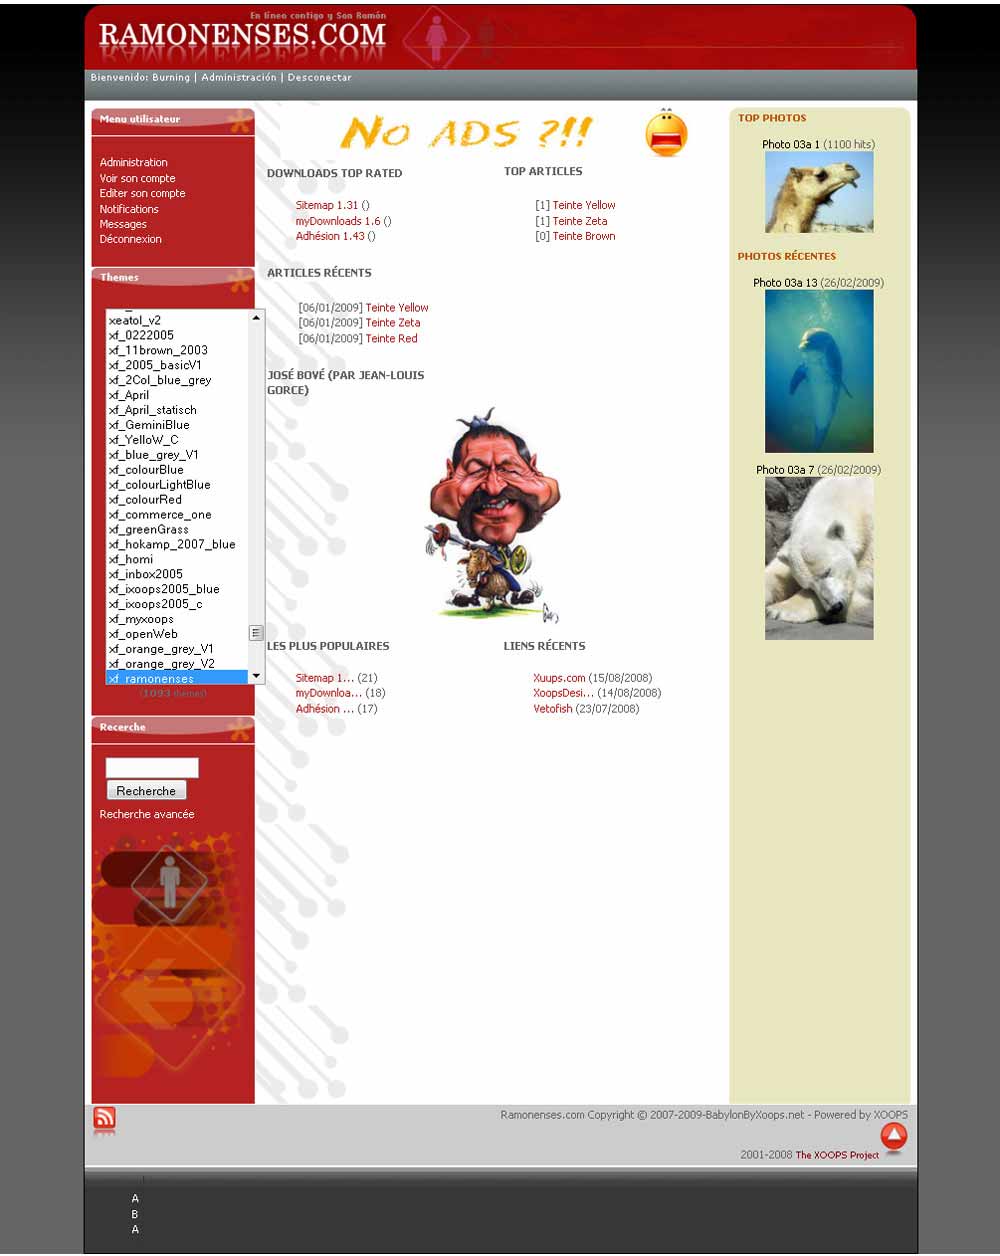 En línea contigo y San Ramón
RAMONENSES.COM
Bienvenido: Burning | Administración | Desconectar
Menu utilisateur
Administration
Voir son compte
Editer son compte
Notifications
Messages
Déconnexion
Themes
xeatol_v2
xf_0222005
xf_11brown_2003
xf_2005_basicV1
xf_2Col_blue_grey
xf_April
xf_April_statisch
xf_GeminiBlue
xf_YelloW_C
xf_blue_grey_V1
xf_colourBlue
xf_colourLightBlue
xf_colourRed
xf_commerce_one
xf_greenGrass
xf_hokamp_2007_blue
xf_homi
xf_inbox2005
xf_ixoops2005_blue
xf_ixoops2005_c
xf_myxoops
xf_openWeb
xf_orange_grey_V1
xf_orange_grey_V2
xf_ramonenses
(1093 themes)
Recerche
Recherche
Recherche avancée
No ads ?!!
DOWNLOADS TOP RATED
Sitemap 1.31 ()
myDownloads 1.6 ()
Adhésion 1.43 ()
TOP ARTICLES
[1] Teinte Yellow
[1] Teinte Zeta
[0] Teinte Brown
ARTICLES RÉCENTS
[06/01/2009] Teinte Yellow
[06/01/2009] Teinte Zeta
[06/01/2009] Teinte Red
JOSÉ BOVÉ (PAR JEAN-LOUIS
GORCE)
LES PLUS POPULAIRES
Sitemap 1... (21)
myDownloa... (18)
Adhésion ... (17)
LIENS RÉCENTS
Xuups.com (15/08/2008)
XoopsDesi... (14/08/2008)
Vetofish (23/07/2008)
TOP PHOTOS
Photo 03a 1 (1100 hits)
PHOTOS RÉCENTES
Photo 03a 13 (26/02/2009)
Photo 03a 7 (26/02/2009)
Ramonenses.com Copyright © 2007-2009-BabylonByXoops.net - Powered by XOOPS
2001-2008 The XOOPS Project
A
B
A